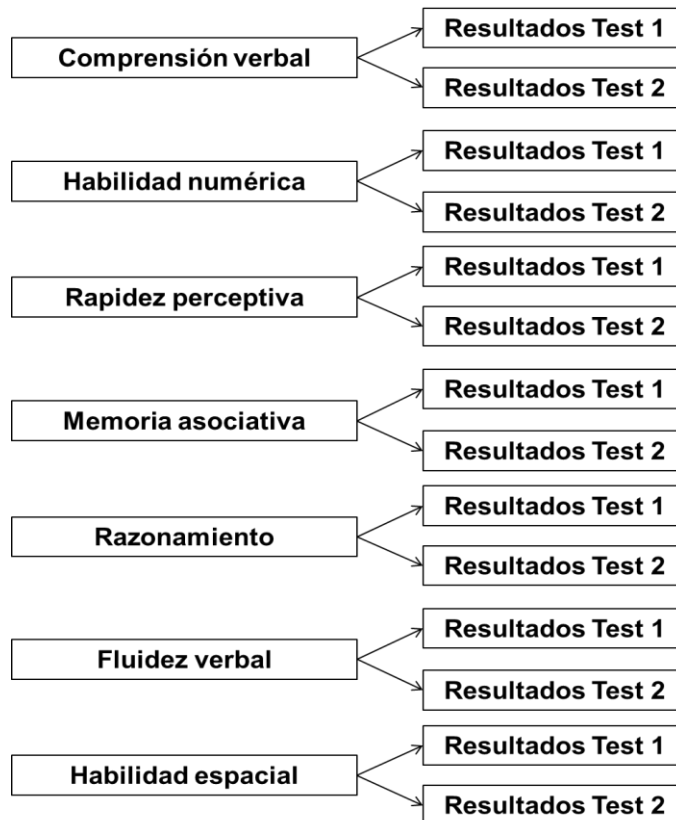 Comprensión verbal
Resultados Test 1
Resultados Test 2
Habilidad numérica
Resultados Test 1
Resultados Test 2
Rapidez perceptiva
Resultados Test 1
Resultados Test 2
Memoria asociativa
Resultados Test 1
Resultados Test 2
Razonamiento
Resultados Test 1
Resultados Test 2
Fluidez verbal
Resultados Test 1
Resultados Test 2
Habilidad espacial
Resultados Test 1
Resultados Test 2